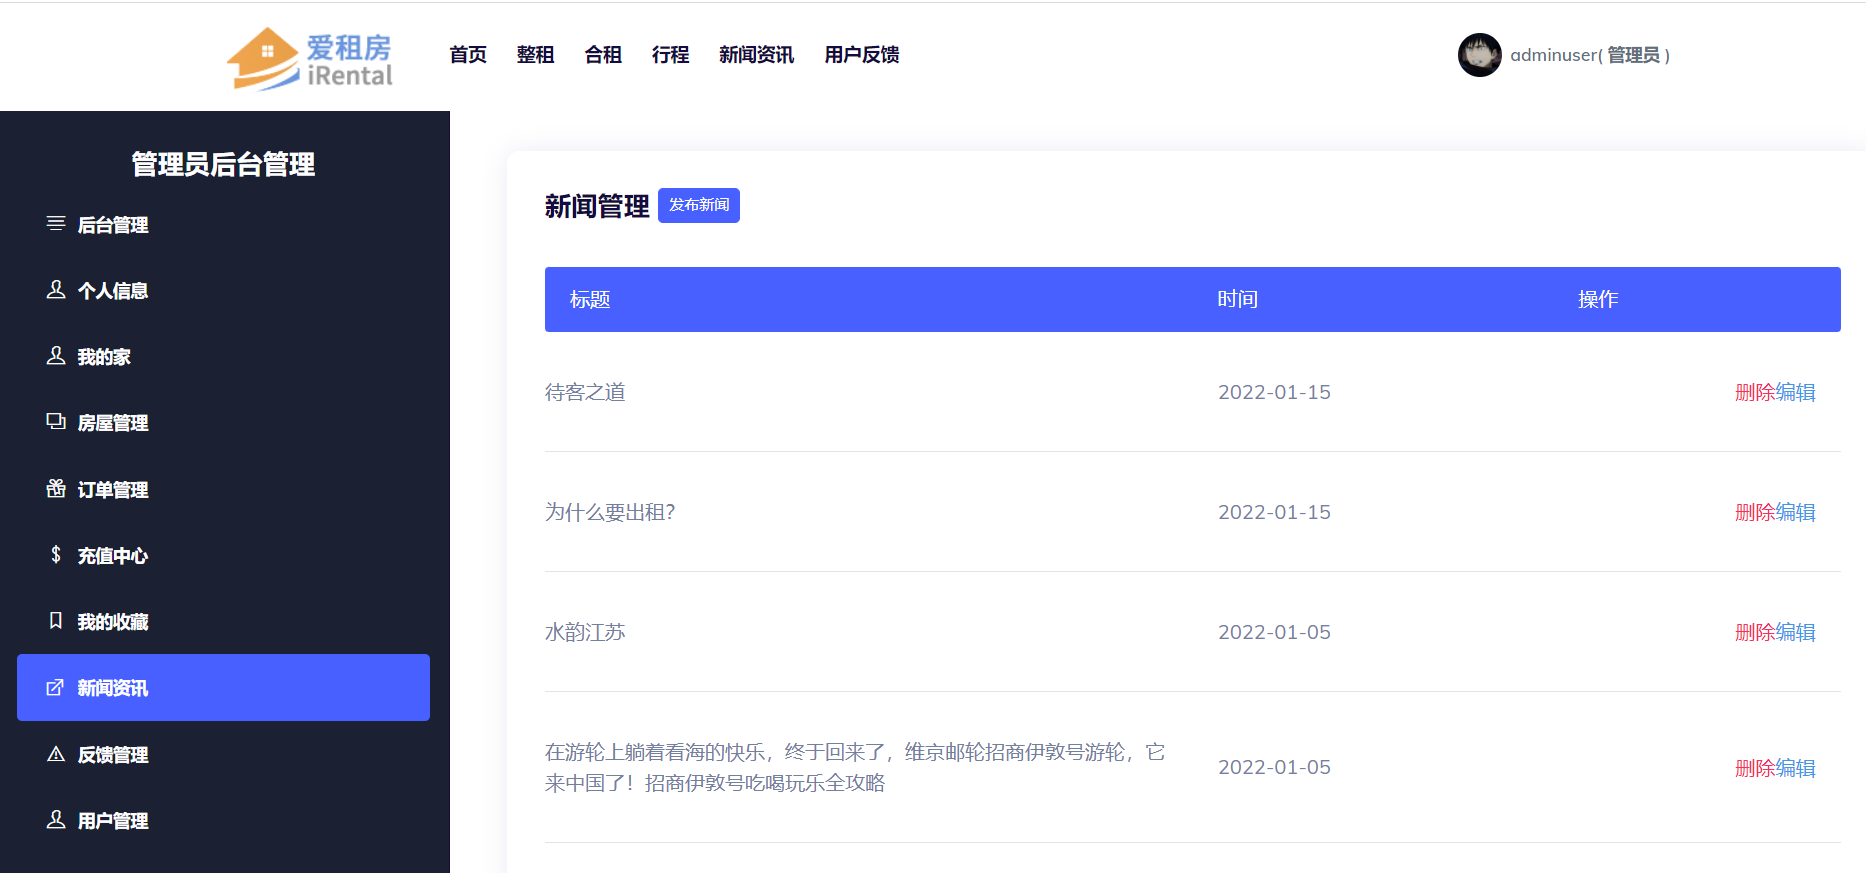 爱租房
iRental
首页 整租 合租 行程 新闻资讯 用户反馈
adminuser( 管理员 )
管理员后台管理
后台管理
个人信息
我的家
房屋管理
订单管理
充值中心
我的收藏
新闻资讯
反馈管理
用户管理
新闻管理 发布新闻
标题 时间 操作
待客之道 2022-01-15 删除编辑
为什么要出租？ 2022-01-15 删除编辑
水韵江苏 2022-01-05 删除编辑
在游轮上躺着看海的快乐，终于回来了，维京邮轮招商伊敦号游轮，它
来中国了！招商伊敦号吃喝玩乐全攻略 2022-01-05 删除编辑